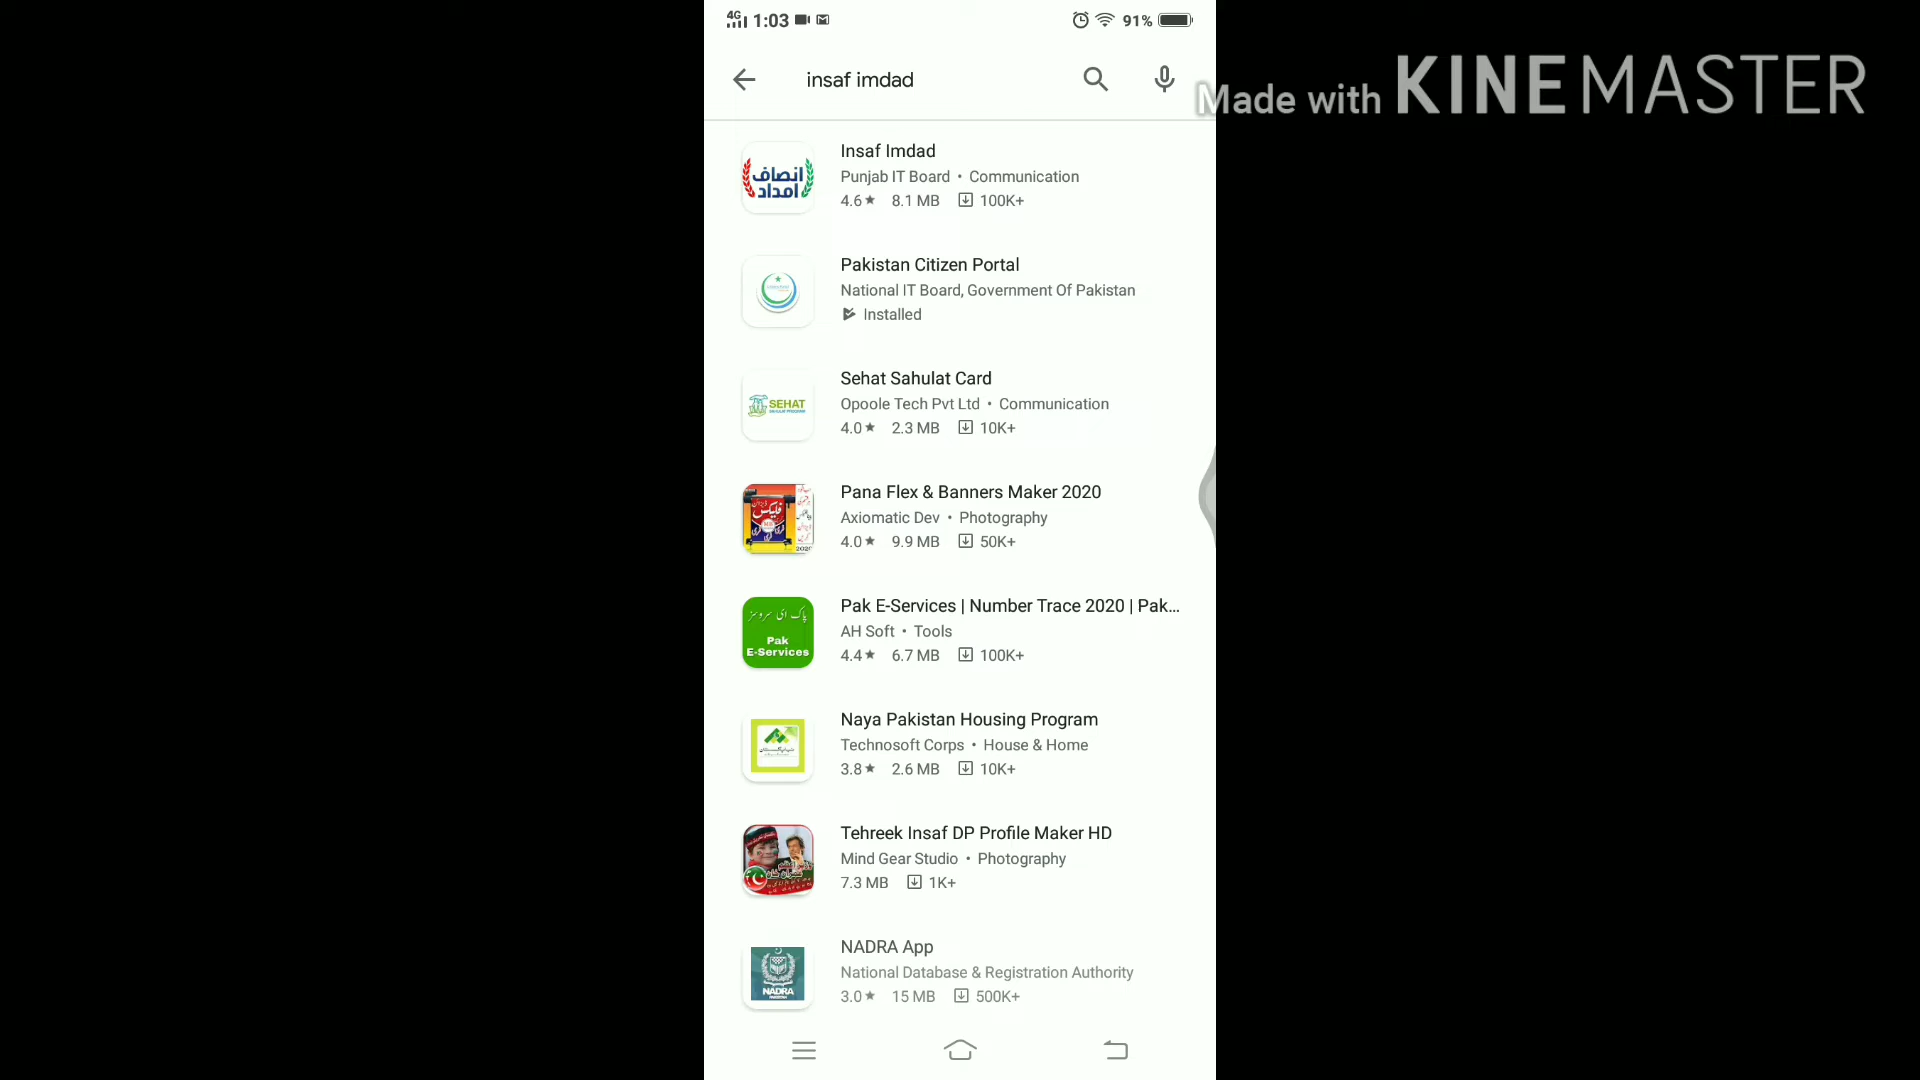 4G 1:03 91%
insaf imdad
Made with KINEMASTER
انصاف
امداد
Insaf Imdad
Punjab IT Board • Communication
4.6★ 8.1 MB 100K+
Pakistan Citizen Portal
National IT Board, Government Of Pakistan
Installed
SEHAT
Sehat Sahulat Card
Opoole Tech Pvt Ltd • Communication
4.0★ 2.3 MB 10K+
فلیکس
2020
Pana Flex & Banners Maker 2020
Axiomatic Dev • Photography
4.0★ 9.9 MB 50K+
پاک ای سروسز
Pak
E-Services
Pak E-Services | Number Trace 2020 | Pak...
AH Soft • Tools
4.4★ 6.7 MB 100K+
Naya Pakistan Housing Program
Technosoft Corps • House & Home
3.8★ 2.6 MB 10K+
Tehreek Insaf DP Profile Maker HD
Mind Gear Studio • Photography
7.3 MB 1K+
NADRA
NADRA App
National Database & Registration Authority
3.0★ 15 MB 500K+